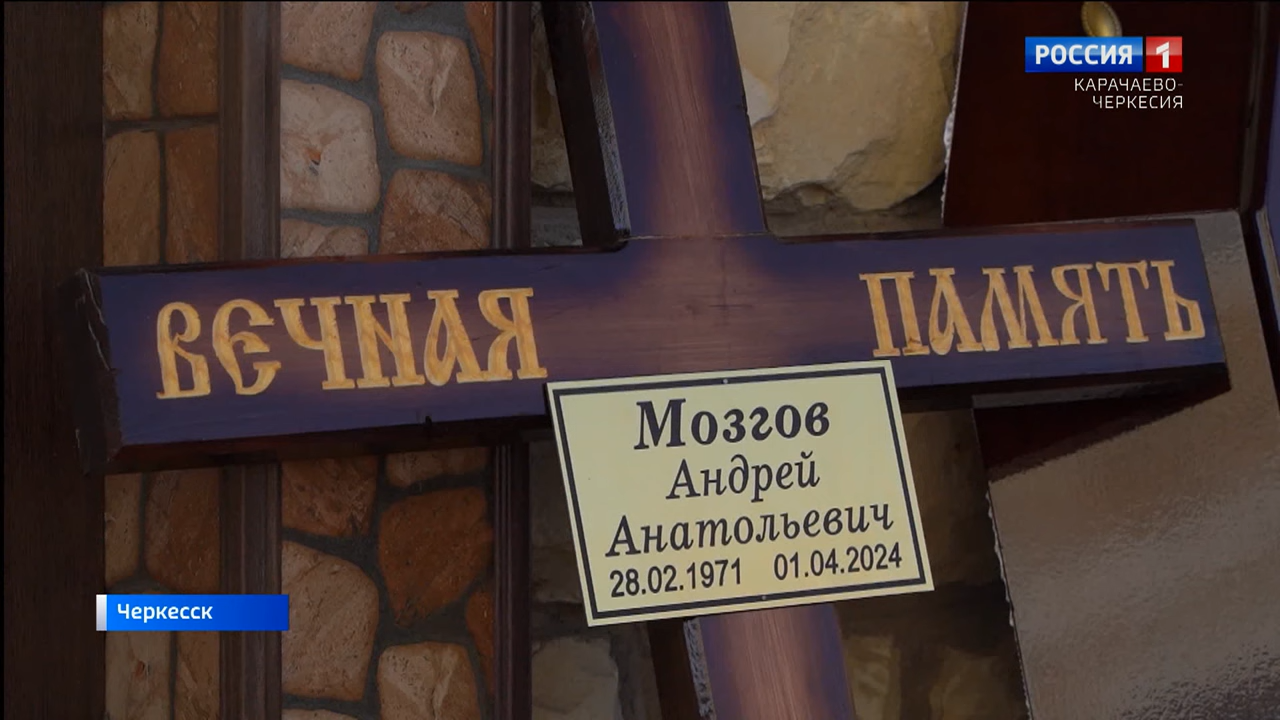 РОССИЯ 1
КАРАЧАЕВО-
ЧЕРКЕСИЯ
ВЕЧНАЯ ПАМЯТЬ
Мозгов
Андрей
Анатольевич
28.02.1971 01.04.2024
Черкесск